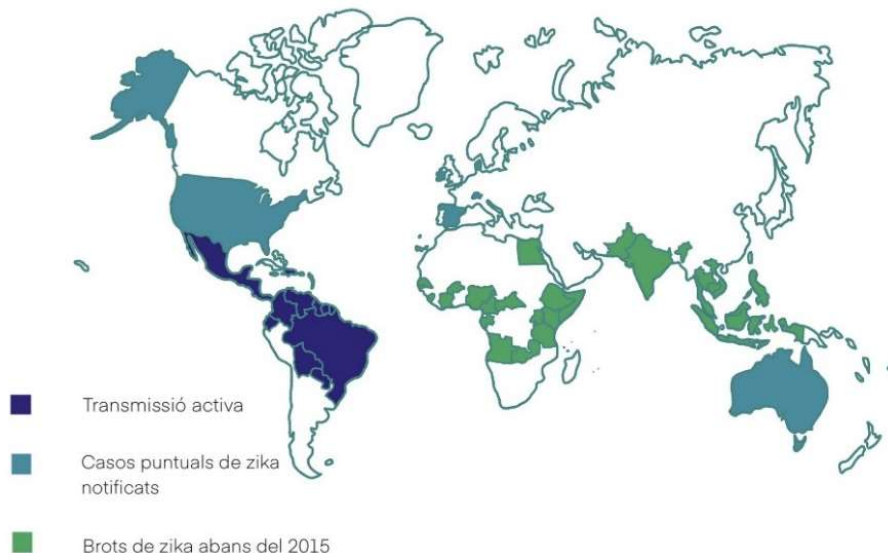 Transmissió activa
Casos puntuals de zika
notificats
Brots de zika abans del 2015